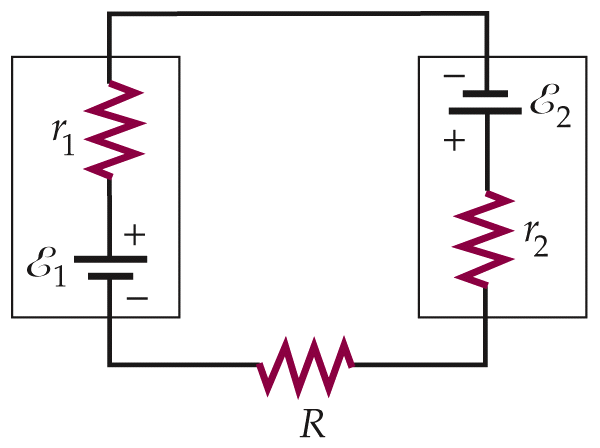 −
ℰ2
+
r1
r2
+
ℰ1
−
R